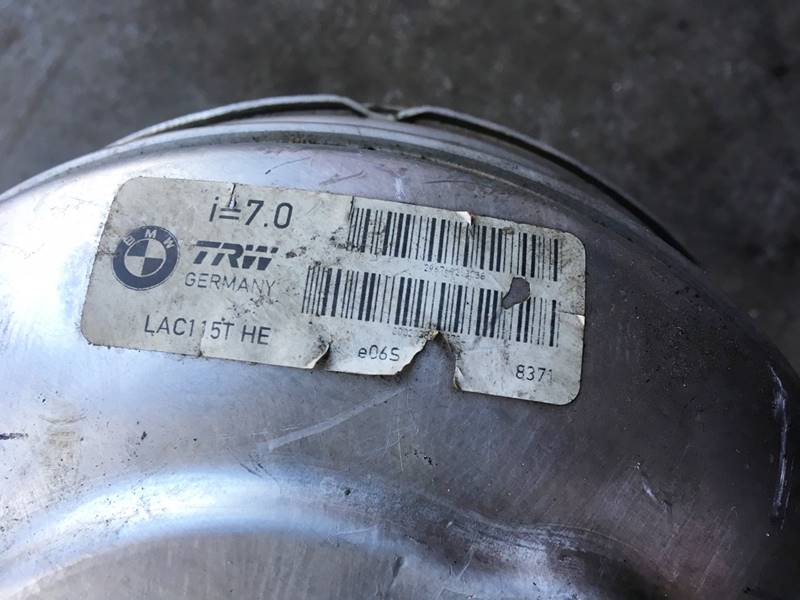 i=7.0
BMW
TRW
GERMANY
LAC115T HE
e06S
8371